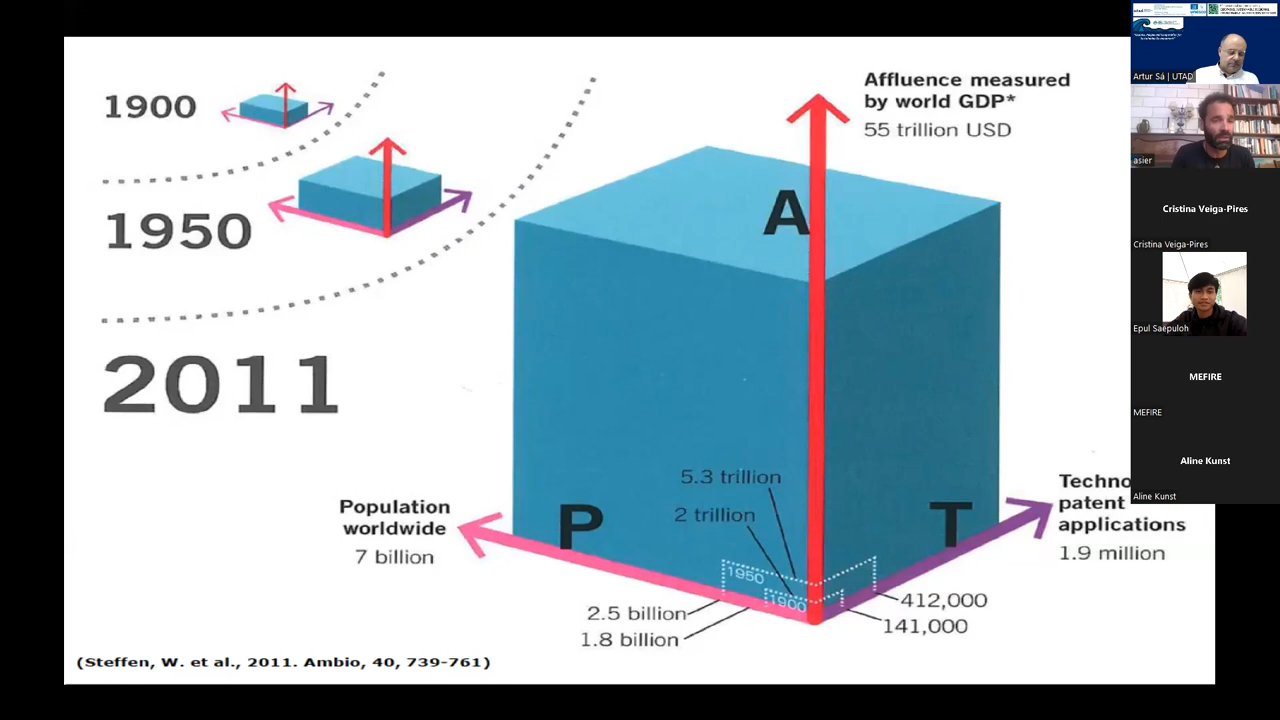 1900
1950
2011
Affluence measured
by world GDP*
55 trillion USD
A
P
T
Population
worldwide
7 billion
5.3 trillion
2 trillion
1950
1900
2.5 billion
1.8 billion
Techno
patent
applications
1.9 million
412,000
141,000
(Steffen, W. et al., 2011. Ambio, 40, 739-761)
Artur Sá | UTAD
asier
Cristina Veiga-Pires
Cristina Veiga-Pires
Epul Saepuloh
MEFIRE
MEFIRE
Aline Kunst
Aline Kunst